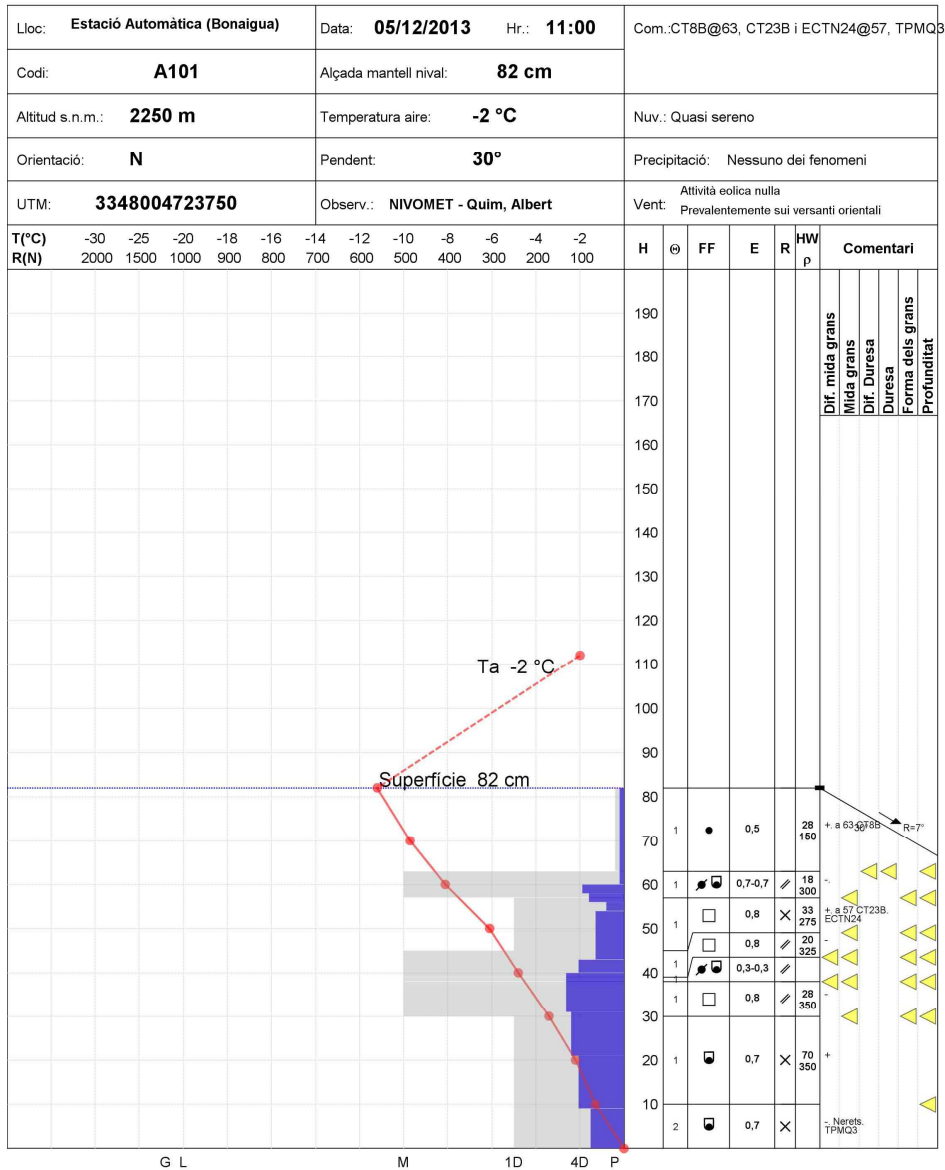 Lloc: Estació Automàtica (Bonaigua) Data: 05/12/2013 Hr.: 11:00 Com.:CT8B@63, CT23B i ECTN24@57, TPMQ3
Codi: A101 Alçada mantell nival: 82 cm
Altitud s.n.m.: 2250 m Temperatura aire: -2 °C Nuv.: Quasi sereno
Orientació: N Pendent: 30° Precipitació: Nessuno dei fenomeni
UTM: 3348004723750 Observ.: NIVOMET - Quim, Albert Vent: Attività eolica nulla
Prevalentemente sui versanti orientali
T(°C) -30 -25 -20 -18 -16 -14 -12 -10 -8 -6 -4 -2
R(N) 2000 1500 1000 900 800 700 600 500 400 300 200 100
H Θ FF E R HW ρ Comentari
Dif. mida grans
Mida grans
Dif. Duresa
Duresa
Forma dels grans
Profunditat
190
180
170
160
150
140
130
120
110
100
90
80
70
60
50
40
30
20
10
Ta -2 °C
Superfície 82 cm
1 0,5 28 150 +. a 63 CT8B 30° R=7°
1 0,7-0,7 18 300 -.
1 0,8 33 275 +. a 57 CT23B. ECTN24
0,8 20 325 -
1 0,3-0,3
1 0,8 28 350 -
1 0,7 70 350 +
2 0,7 -. Nerets. TPMQ3
G L M 1D 4D P